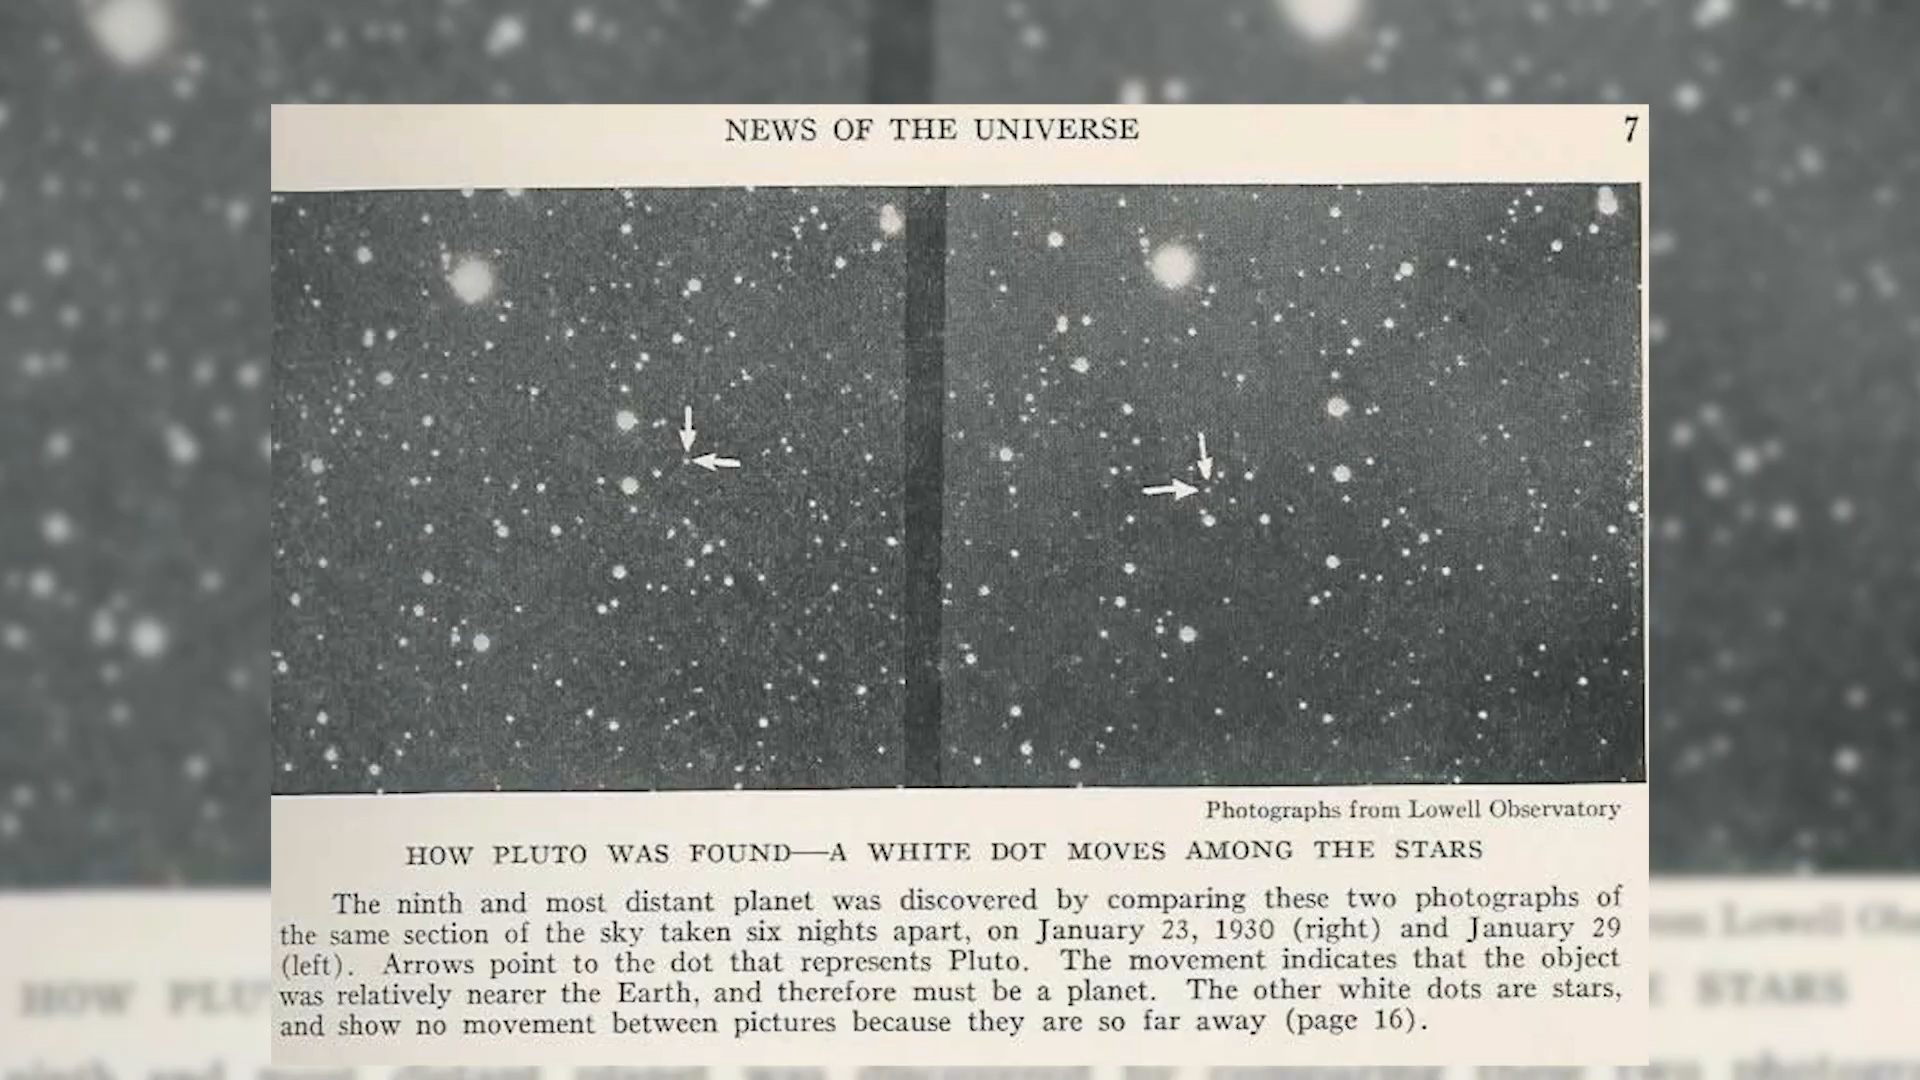 NEWS OF THE UNIVERSE 7
Photographs from Lowell Observatory
HOW PLUTO WAS FOUND—A WHITE DOT MOVES AMONG THE STARS
The ninth and most distant planet was discovered by comparing these two photographs of
the same section of the sky taken six nights apart, on January 23, 1930 (right) and January 29
(left). Arrows point to the dot that represents Pluto. The movement indicates that the object
was relatively nearer the Earth, and therefore must be a planet. The other white dots are stars,
and show no movement between pictures because they are so far away (page 16).